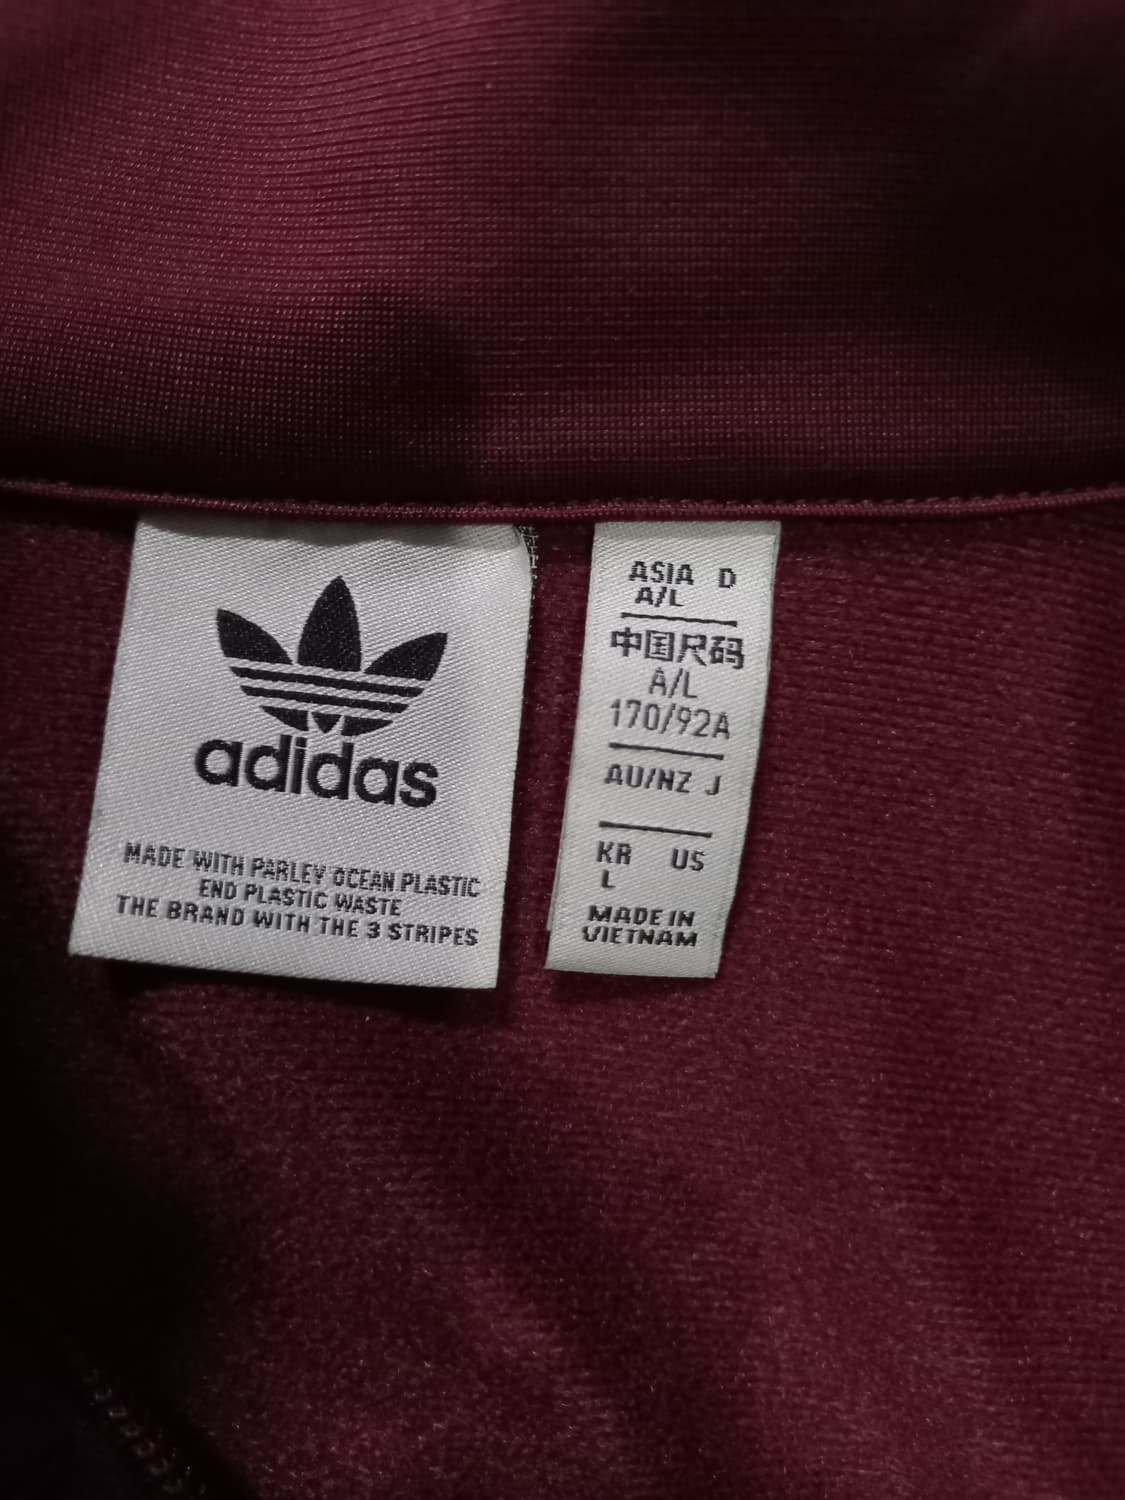 adidas
MADE WITH PARLEY OCEAN PLASTIC
END PLASTIC WASTE
THE BRAND WITH THE 3 STRIPES
ASIA D
A/L
中国尺码
A/L
170/92A
AU/NZ J
KR US
L
MADE IN
VIETNAM